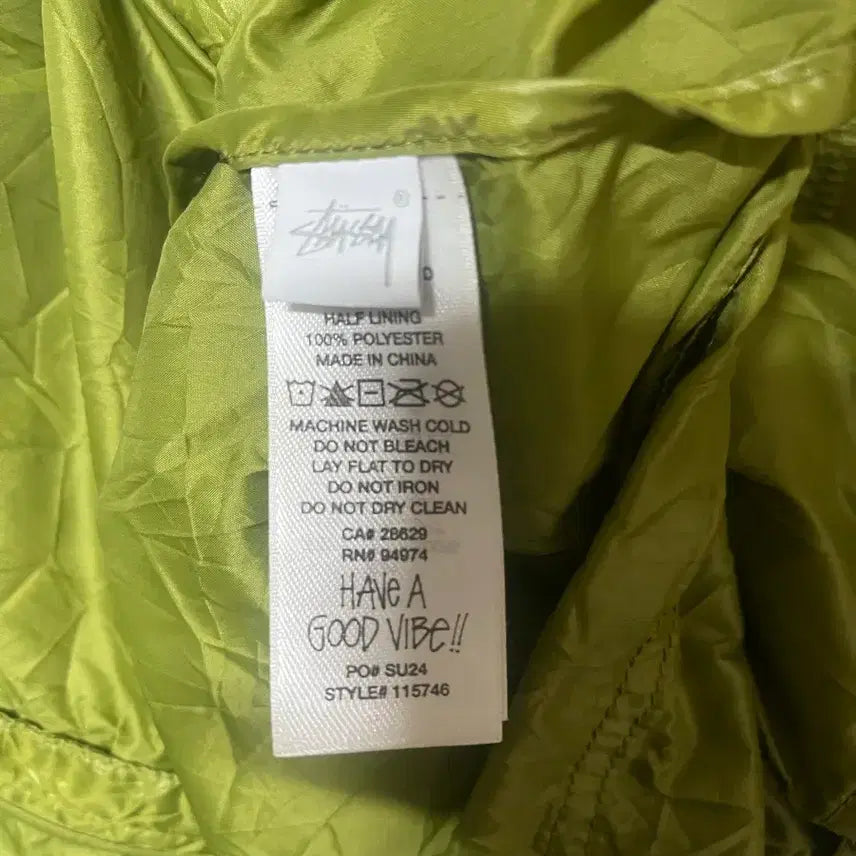 STÜSSY
®
HALF LINING
100% POLYESTER
MADE IN CHINA
MACHINE WASH COLD
DO NOT BLEACH
LAY FLAT TO DRY
DO NOT IRON
DO NOT DRY CLEAN
CA# 28629
RN# 94974
HAVE A
GOOD VIBE!!
PO# SU24
STYLE# 115746